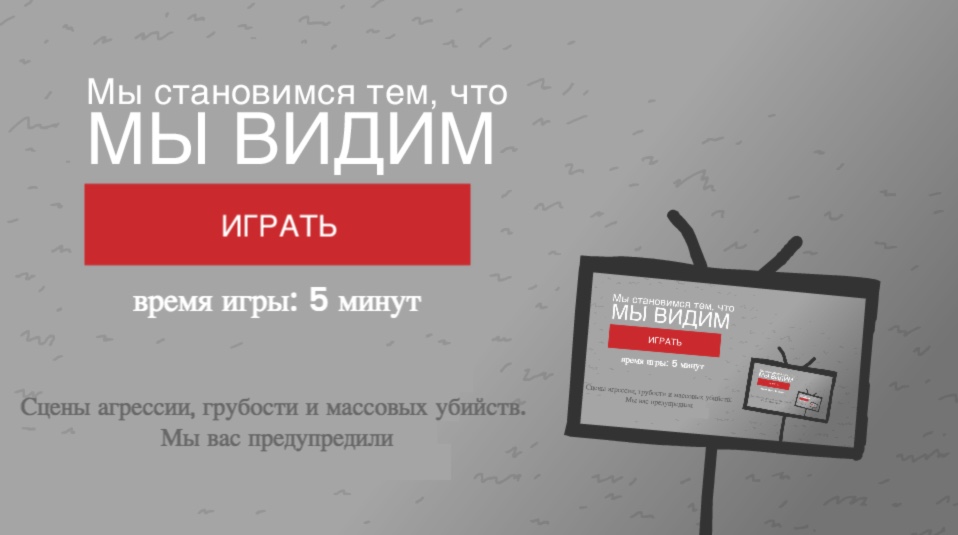 Мы становимся тем, что
МЫ ВИДИМ
ИГРАТЬ
время игры: 5 минут
Сцены агрессии, грубости и массовых убийств.
Мы вас предупредили
Мы становимся тем, что
МЫ ВИДИМ
ИГРАТЬ
время игры: 5 минут
Сцены агрессии, грубости и массовых убийств.
Мы вас предупредили